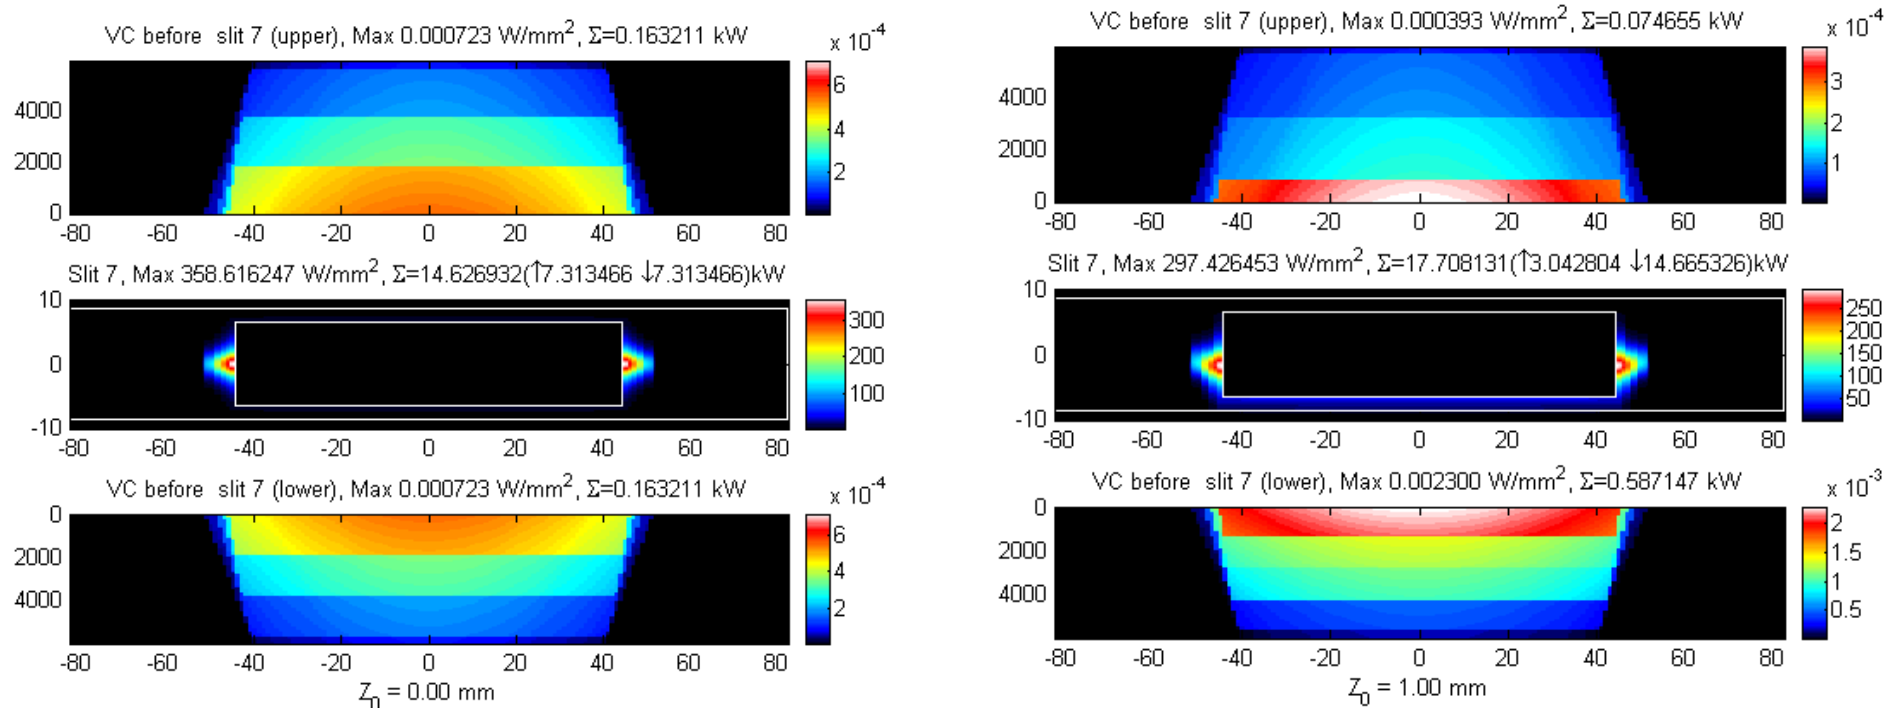 VC before slit 7 (upper), Max 0.000723 W/mm², Σ=0.163211 kW
x 10⁻⁴
4000
2000
0
-80 -60 -40 -20 0 20 40 60 80
6
4
2
Slit 7, Max 358.616247 W/mm², Σ=14.626932(↑7.313466 ↓7.313466)kW
10
0
-10
-80 -60 -40 -20 0 20 40 60 80
300
200
100
VC before slit 7 (lower), Max 0.000723 W/mm², Σ=0.163211 kW
x 10⁻⁴
0
2000
4000
-80 -60 -40 -20 0 20 40 60 80
6
4
2
Z₀ = 0.00 mm
VC before slit 7 (upper), Max 0.000393 W/mm², Σ=0.074655 kW
x 10⁻⁴
4000
2000
0
-80 -60 -40 -20 0 20 40 60 80
3
2
1
Slit 7, Max 297.426453 W/mm², Σ=17.708131(↑3.042804 ↓14.665326)kW
10
0
-10
-80 -60 -40 -20 0 20 40 60 80
250
200
150
100
50
VC before slit 7 (lower), Max 0.002300 W/mm², Σ=0.587147 kW
x 10⁻³
0
2000
4000
-80 -60 -40 -20 0 20 40 60 80
2
1.5
1
0.5
Z₀ = 1.00 mm